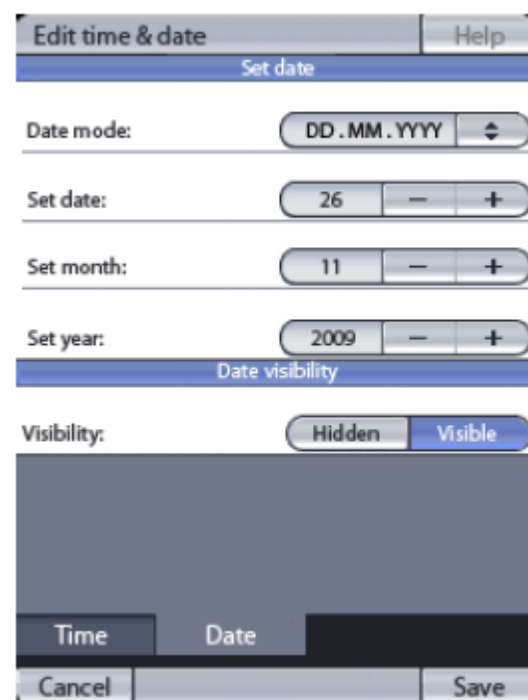 Edit time & date Help
Set date
Date mode: DD.MM.YYYY
Set date: 26 − +
Set month: 11 − +
Set year: 2009 − +
Date visibility
Visibility: Hidden Visible
Time Date
Cancel Save